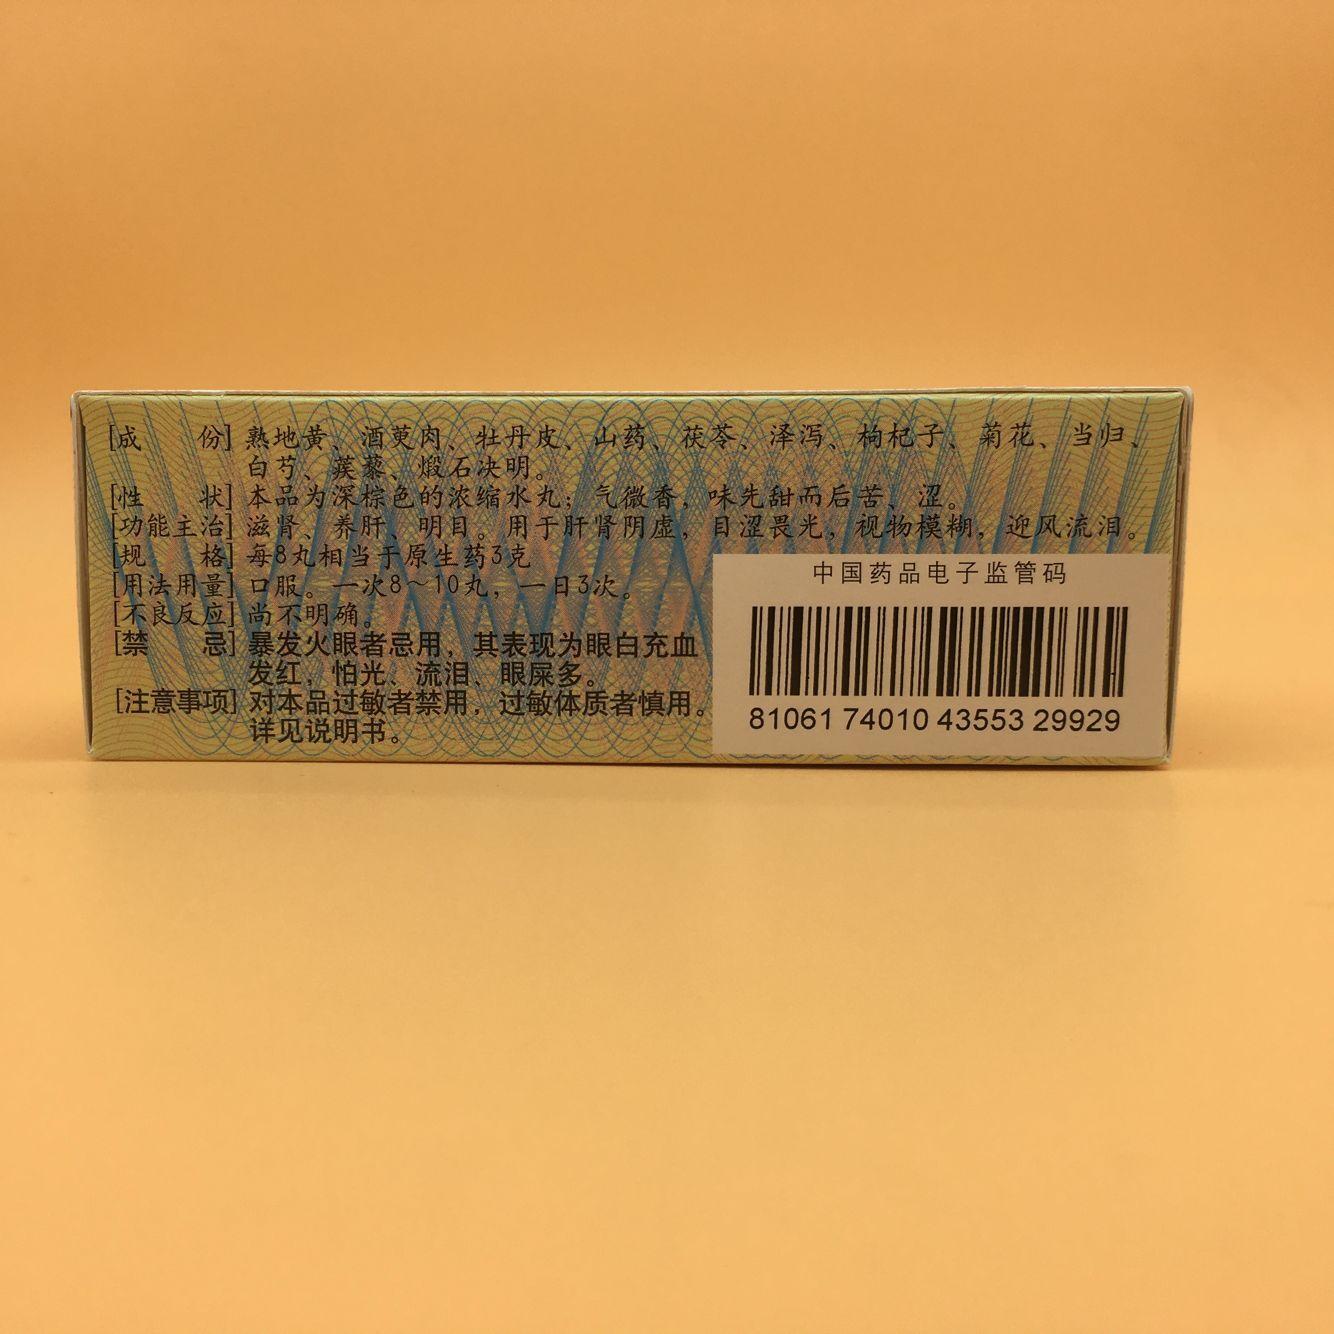 [成　　份] 熟地黄、酒萸肉、牡丹皮、山药、茯苓、泽泻、枸杞子、菊花、当归、
白芍、蒺藜、煅石决明。
[性　　状] 本品为深棕色的浓缩水丸；气微香，味先甜而后苦、涩。
[功能主治] 滋肾、养肝、明目。用于肝肾阴虚，目涩畏光，视物模糊，迎风流泪。
[规　　格] 每8丸相当于原生药3克
[用法用量] 口服。一次8～10丸，一日3次。
[不良反应] 尚不明确。
[禁　　忌] 暴发火眼者忌用，其表现为眼白充血
发红，怕光、流泪、眼屎多。
[注意事项] 对本品过敏者禁用，过敏体质者慎用。
详见说明书。
中国药品电子监管码
81061 74010 43553 29929